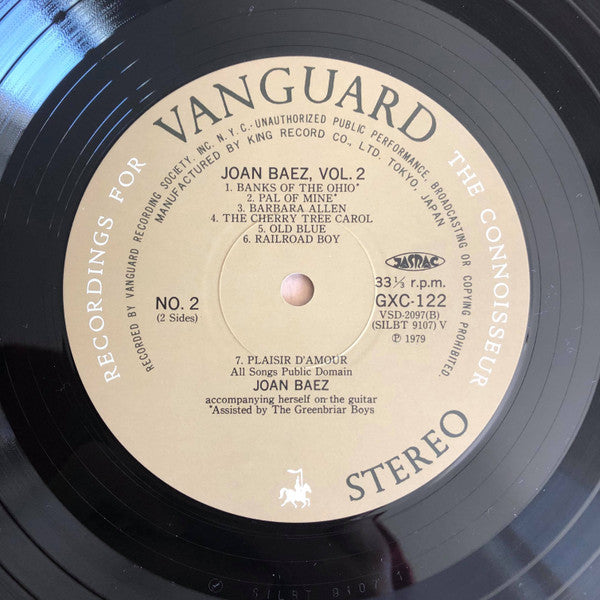 RECORDINGS FOR
VANGUARD
THE CONNOISSEUR
RECORDED BY VANGUARD RECORDING SOCIETY, INC. N.Y.C.: UNAUTHORIZED PUBLIC PERFORMANCE, BROADCASTING OR COPYING PROHIBITED.
MANUFACTURED BY KING RECORD CO., LTD. TOKYO, JAPAN
JOAN BAEZ, VOL. 2
1. BANKS OF THE OHIO*
2. PAL OF MINE*
3. BARBARA ALLEN
4. THE CHERRY TREE CAROL
5. OLD BLUE
6. RAILROAD BOY
JASRAC
NO. 2
(2 Sides)
33⅓ r.p.m.
GXC-122
VSD-2097(B)
(SILBT 9107) V
℗ 1979
7. PLAISIR D'AMOUR
All Songs Public Domain
JOAN BAEZ
accompanying herself on the guitar
*Assisted by The Greenbriar Boys
STEREO